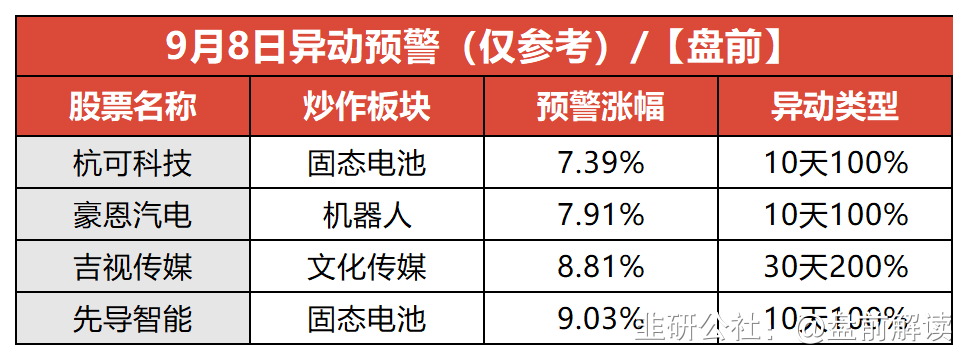 9月8日异动预警（仅参考）/【盘前】
股票名称 炒作板块 预警涨幅 异动类型
杭可科技 固态电池 7.39% 10天100%
豪恩汽电 机器人 7.91% 10天100%
吉视传媒 文化传媒 8.81% 30天200%
先导智能 固态电池 9.03% 10天100%
韭研公社：@盘前解读